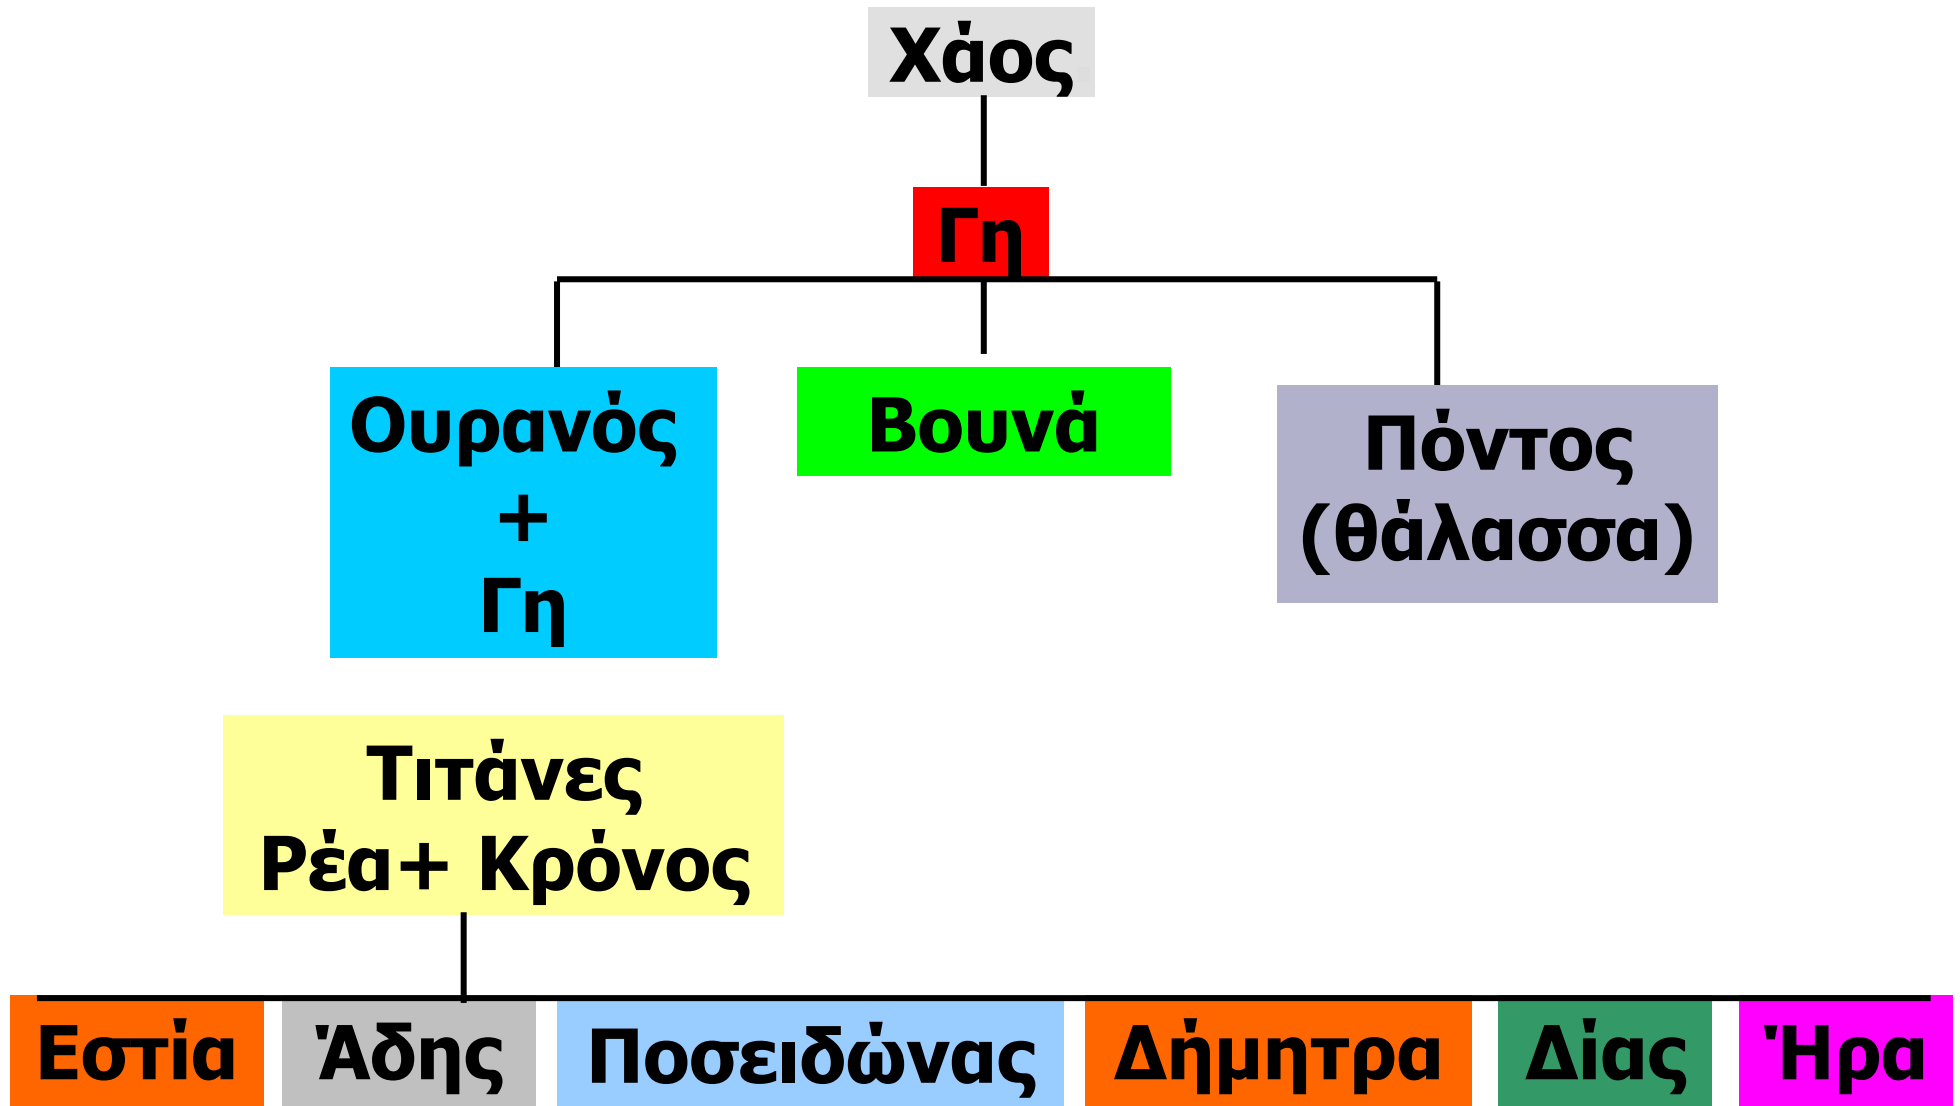 Χάος
Γη
Ουρανός
+
Γη
Βουνά
Πόντος
(θάλασσα)
Τιτάνες
Ρέα+ Κρόνος
Εστία
Άδης
Ποσειδώνας
Δήμητρα
Δίας
Ήρα